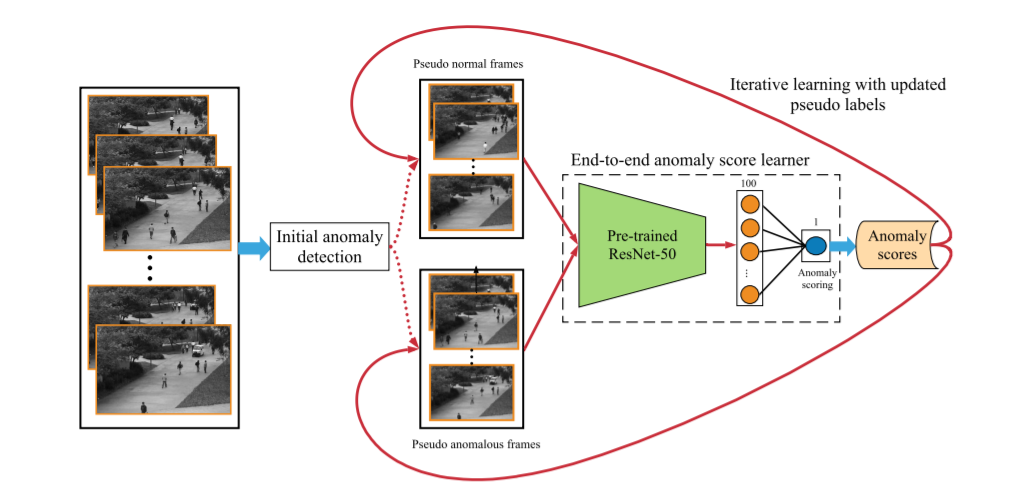 Pseudo normal frames
Iterative learning with updated
pseudo labels
End-to-end anomaly score learner
100
1
Initial anomaly
detection
Pre-trained
ResNet-50
Anomaly
scoring
Anomaly
scores
Pseudo anomalous frames